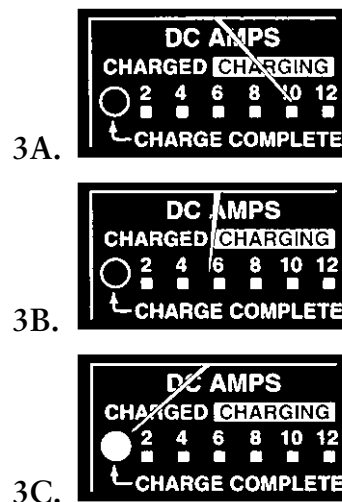 DC AMPS
CHARGED CHARGING
2 4 6 8 10 12
CHARGE COMPLETE
3A.
DC AMPS
CHARGED CHARGING
2 4 6 8 10 12
CHARGE COMPLETE
3B.
DC AMPS
CHARGED CHARGING
2 4 6 8 10 12
CHARGE COMPLETE
3C.